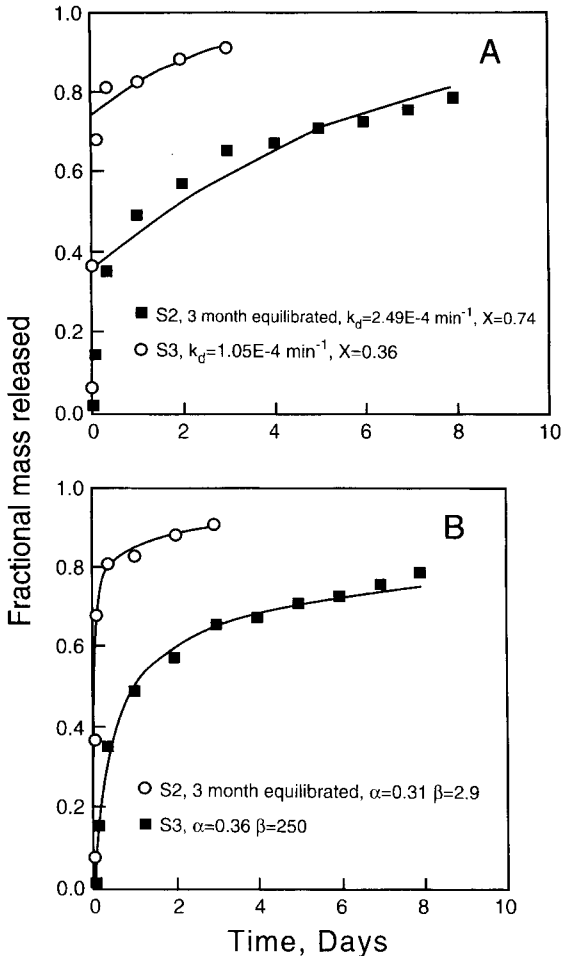 1.0
A
0.8
0.6
0.4
■ S2, 3 month equilibrated, kd=2.49E-4 min⁻¹, X=0.74
0.2
○ S3, kd=1.05E-4 min⁻¹, X=0.36
0.0
0 2 4 6 8 10
Fractional mass released
1.0
B
0.8
0.6
0.4
○ S2, 3 month equilibrated, α=0.31 β=2.9
0.2
■ S3, α=0.36 β=250
0.0
0 2 4 6 8 10
Time, Days